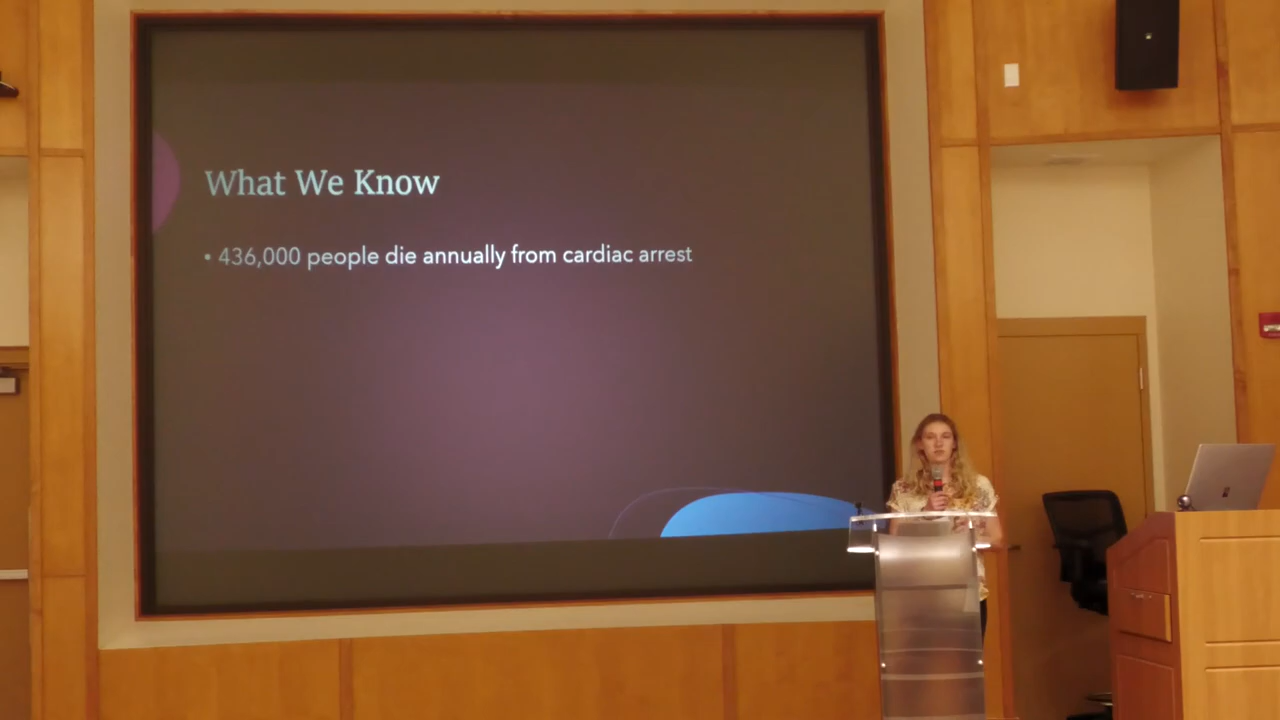 What We Know
• 436,000 people die annually from cardiac arrest